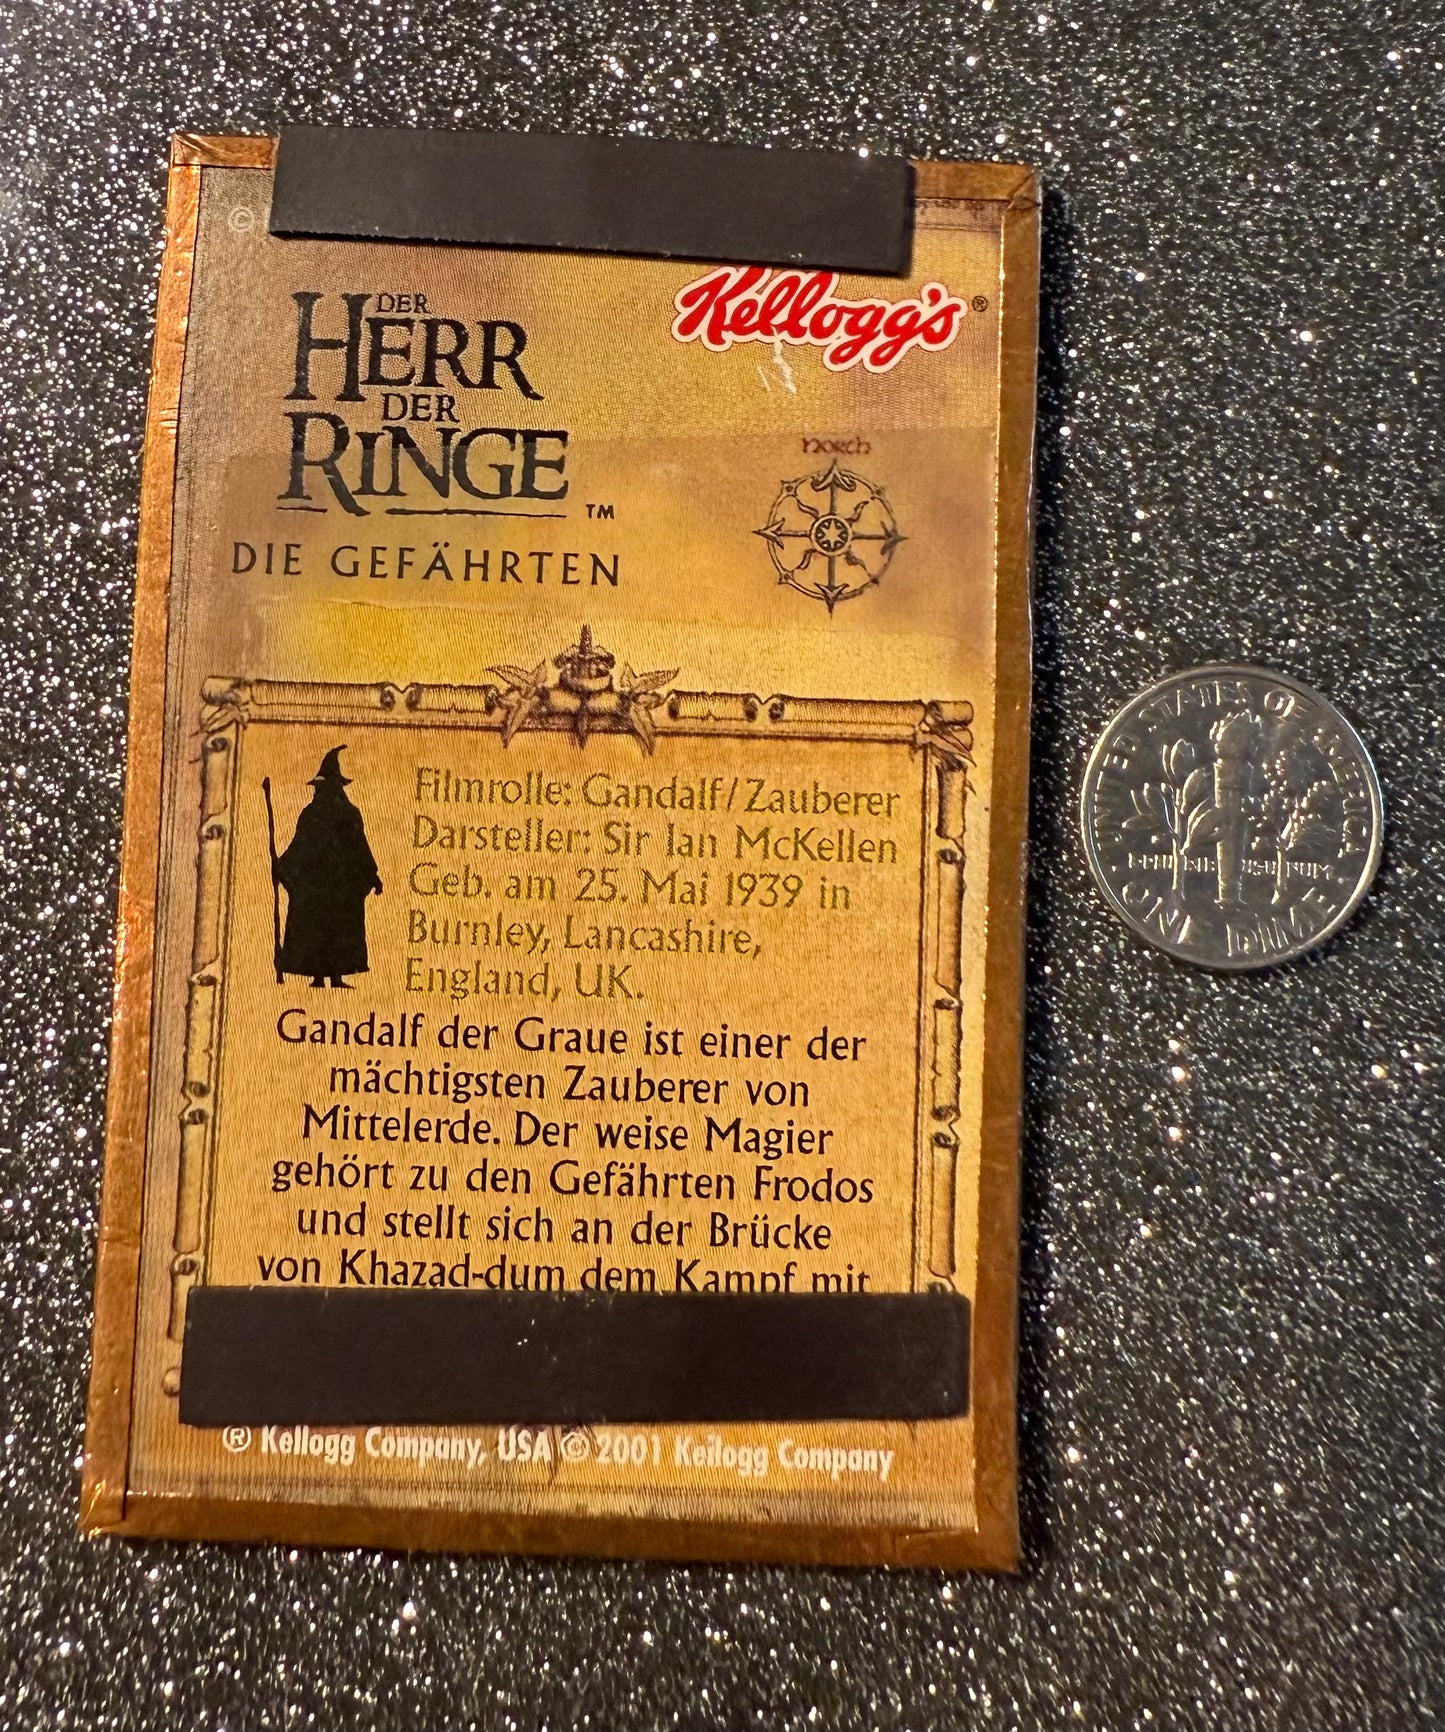 ©
Kellogg's®
DER
HERR
DER
RINGE™
DIE GEFÄHRTEN
North
Filmrolle: Gandalf/Zauberer
Darsteller: Sir Ian McKellen
Geb. am 25. Mai 1939 in
Burnley, Lancashire,
England, UK.
Gandalf der Graue ist einer der
mächtigsten Zauberer von
Mittelerde. Der weise Magier
gehört zu den Gefährten Frodos
und stellt sich an der Brücke
von Khazad-dum dem Kampf mit
® Kellogg Company, USA © 2001 Kellogg Company
UNITED STATES OF AMERICA
E PLURIBUS UNUM
ONE DIME